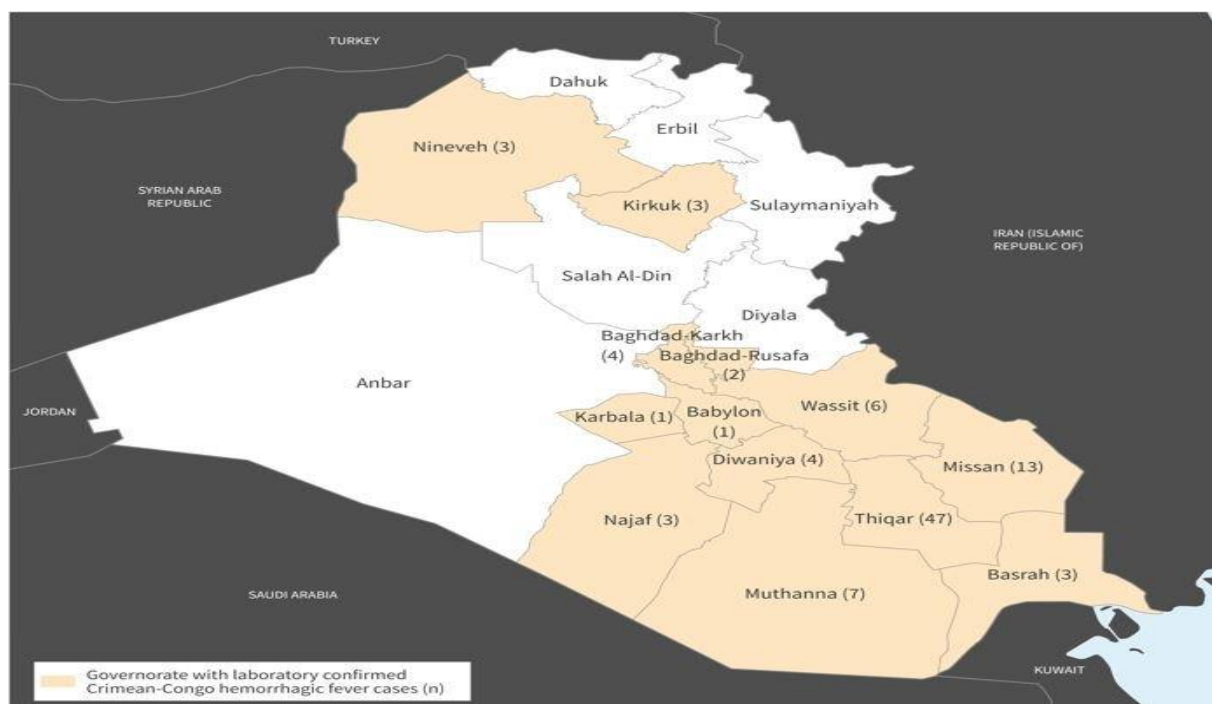 TURKEY
Dahuk
Erbil
Nineveh (3)
SYRIAN ARAB
REPUBLIC
Kirkuk (3)
Sulaymaniyah
IRAN (ISLAMIC
REPUBLIC OF)
Salah Al-Din
Diyala
Baghdad-Karkh
(4)
Baghdad-Rusafa
(2)
Anbar
JORDAN
Karbala (1)
Babylon
(1)
Wassit (6)
Diwaniya (4)
Missan (13)
Najaf (3)
Thiqar (47)
Basrah (3)
Muthanna (7)
SAUDI ARABIA
KUWAIT
Governorate with laboratory confirmed
Crimean-Congo hemorrhagic fever cases (n)